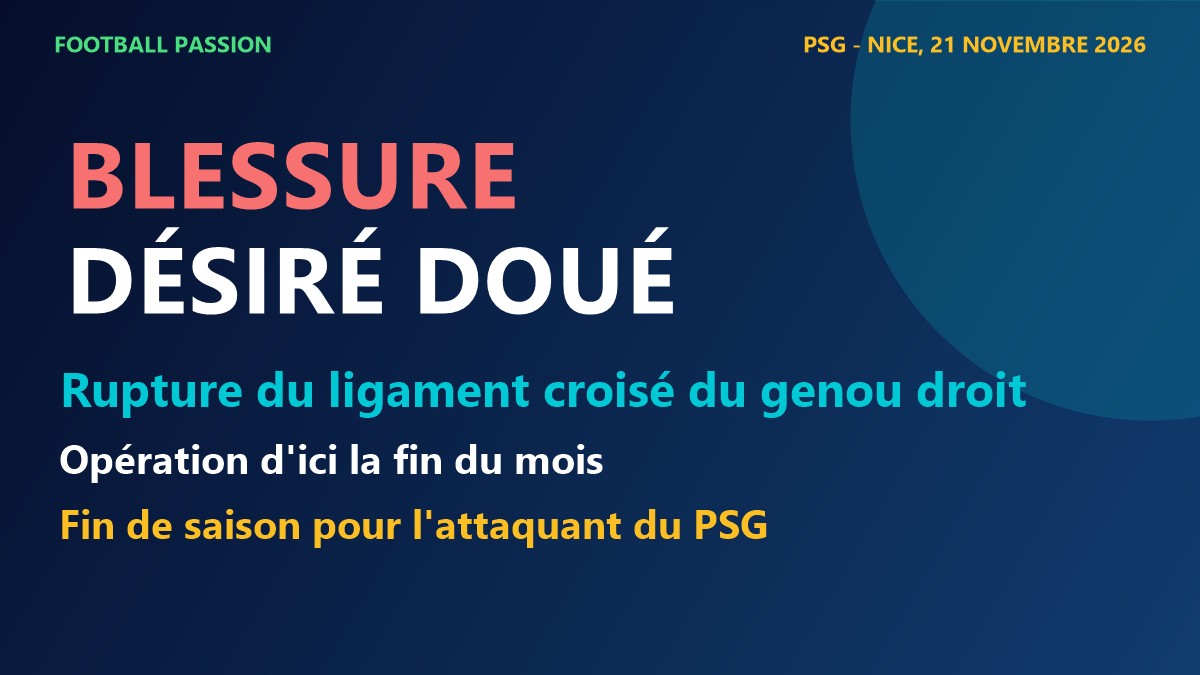 FOOTBALL PASSION
PSG - NICE, 21 NOVEMBRE 2026
BLESSURE
DÉSIRÉ DOUÉ
Rupture du ligament croisé du genou droit
Opération d'ici la fin du mois
Fin de saison pour l'attaquant du PSG